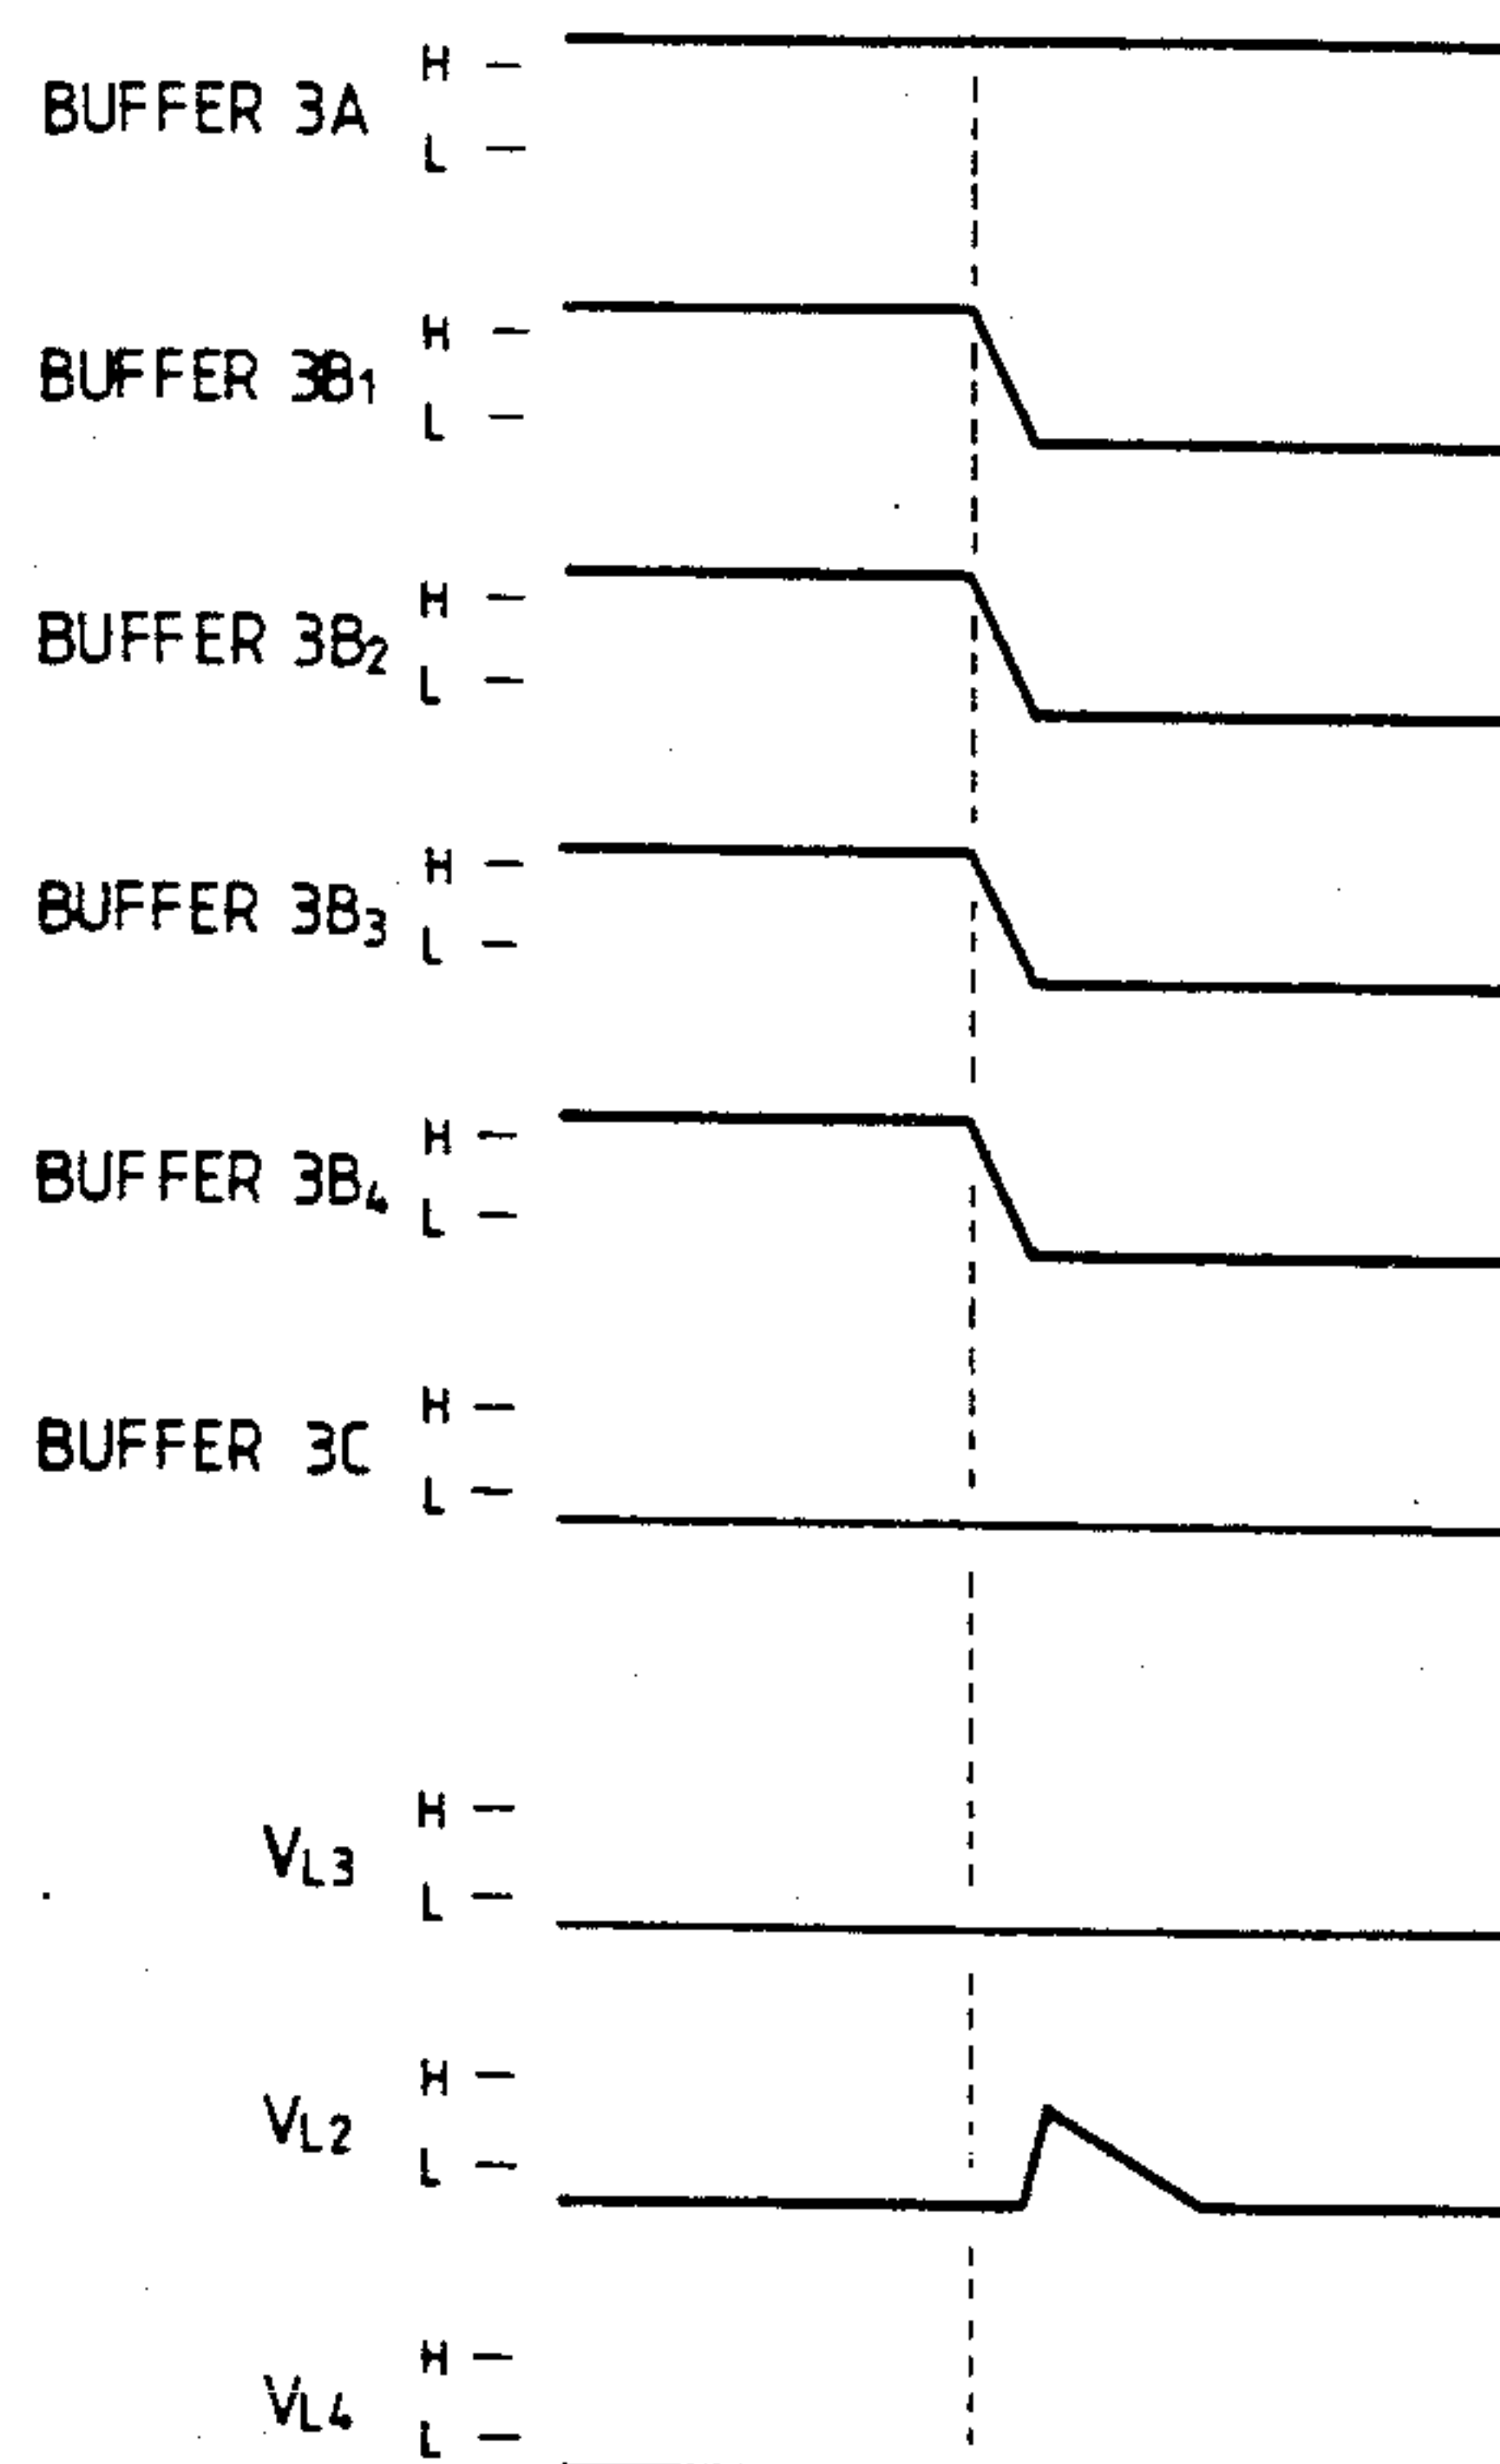 H
BUFFER 3A
L
H
BUFFER 3B1
L
H
BUFFER 3B2
L
H
BUFFER 3B3
L
H
BUFFER 3B4
L
H
BUFFER 3C
L
H
VL3
L
H
VL2
L
H
VL4
L